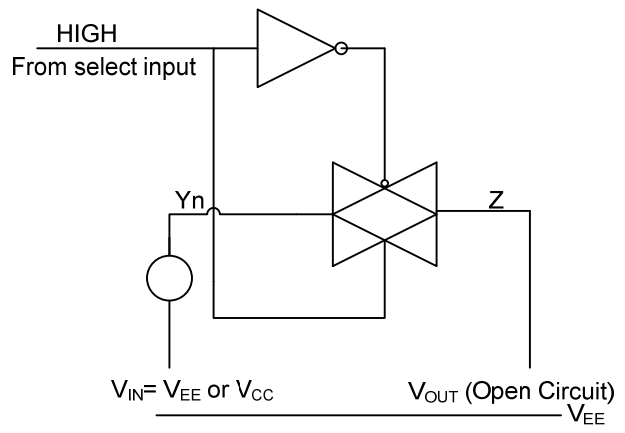 HIGH
From select input
Yn
Z
VIN= VEE or VCC
VOUT (Open Circuit)
VEE